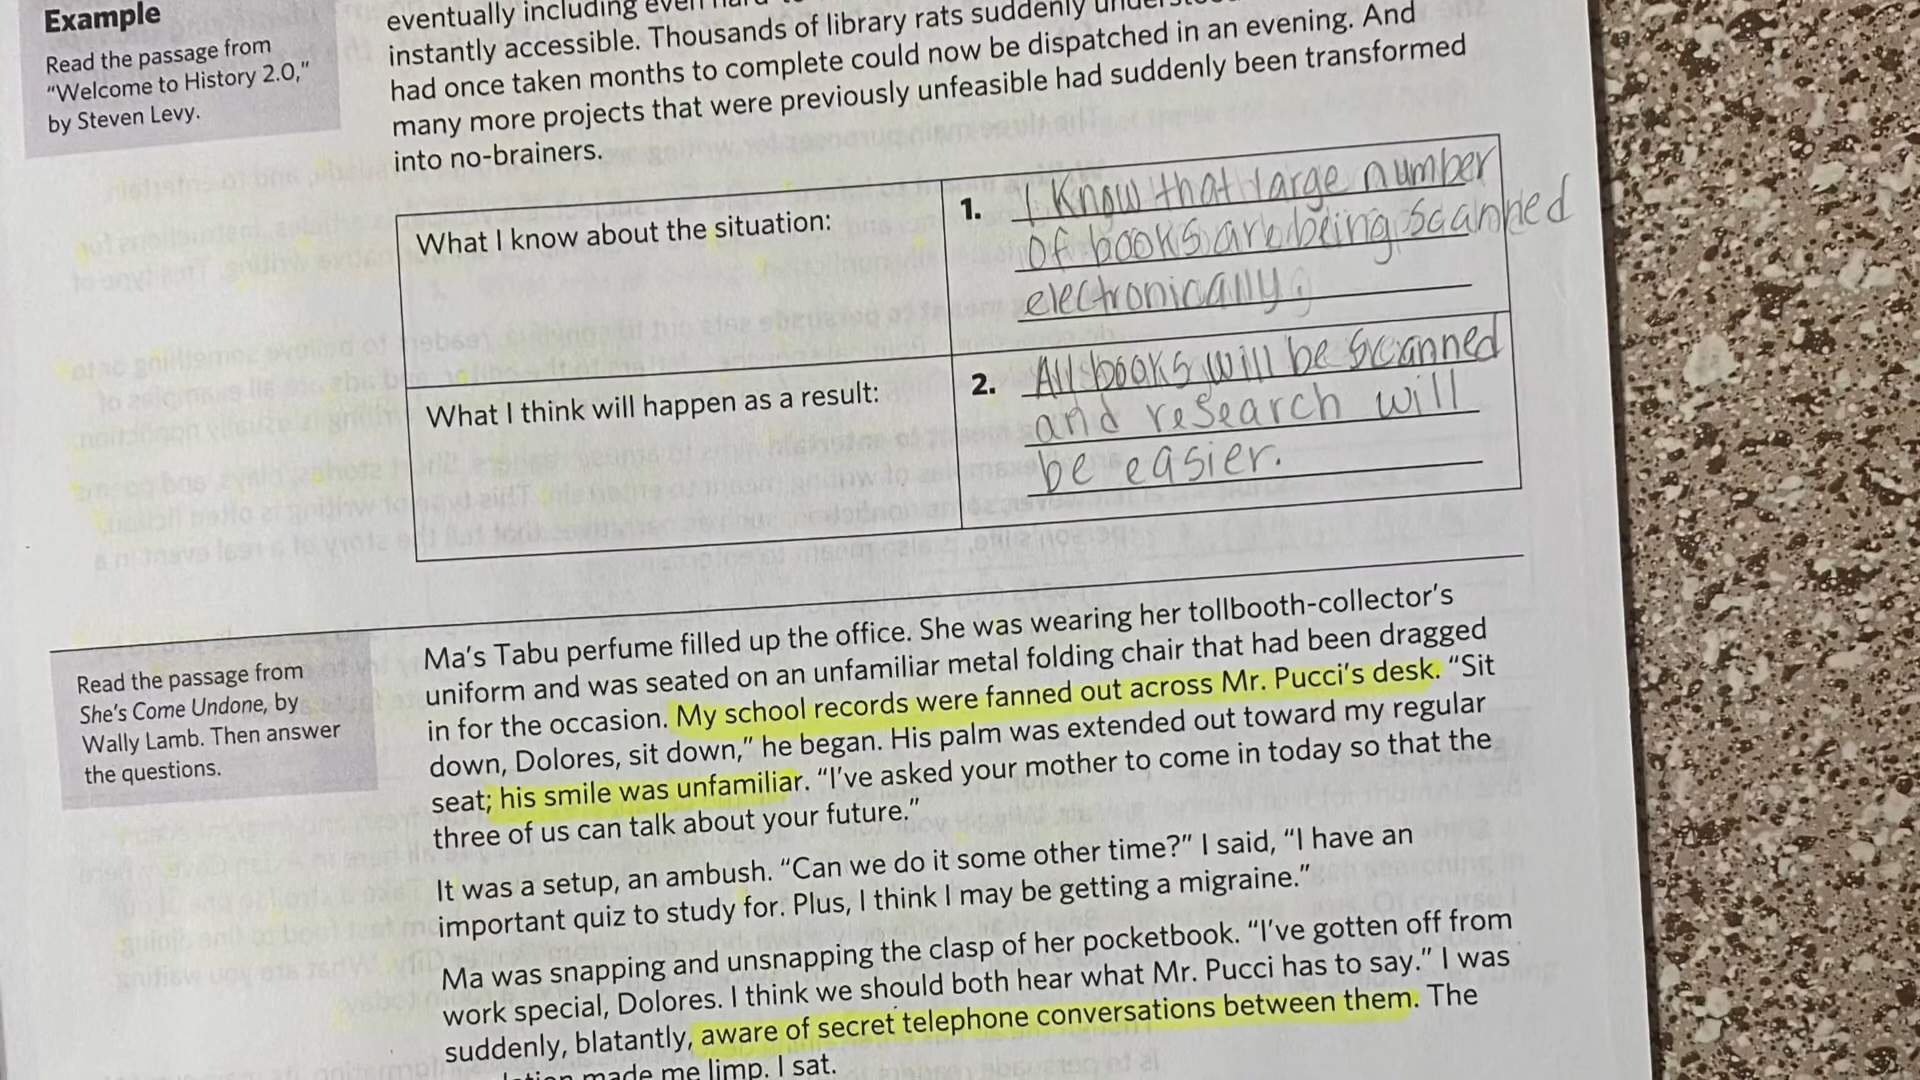 Example
Read the passage from
"Welcome to History 2.0,"
by Steven Levy.
eventually including even
instantly accessible. Thousands of library rats suddenly
had once taken months to complete could now be dispatched in an evening. And
many more projects that were previously unfeasible had suddenly been transformed
into no-brainers.
What I know about the situation:
1. I know that large number
of books are being scanned
electronically.
What I think will happen as a result:
2. All books will be scanned
and research will
be easier.
Read the passage from
She's Come Undone, by
Wally Lamb. Then answer
the questions.
Ma's Tabu perfume filled up the office. She was wearing her tollbooth-collector's
uniform and was seated on an unfamiliar metal folding chair that had been dragged
in for the occasion. My school records were fanned out across Mr. Pucci's desk. "Sit
down, Dolores, sit down," he began. His palm was extended out toward my regular
seat; his smile was unfamiliar. "I've asked your mother to come in today so that the
three of us can talk about your future."
It was a setup, an ambush. "Can we do it some other time?" I said, "I have an
important quiz to study for. Plus, I think I may be getting a migraine."
Ma was snapping and unsnapping the clasp of her pocketbook. "I've gotten off from
work special, Dolores. I think we should both hear what Mr. Pucci has to say." I was
suddenly, blatantly, aware of secret telephone conversations between them. The
made me limp. I sat.